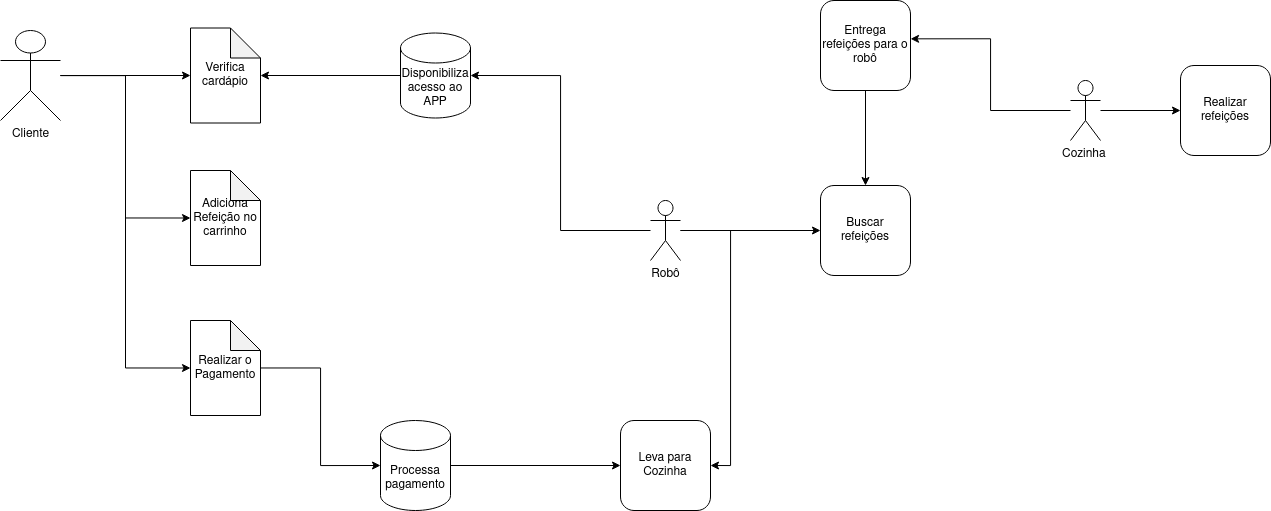 Entrega
refeições para o
robô
Verifica
cardápio
Disponibiliza
acesso ao
APP
Cliente
Realizar
refeições
Cozinha
Adiciona
Refeição no
carrinho
Buscar
refeições
Robô
Realizar o
Pagamento
Processa
pagamento
Leva para
Cozinha